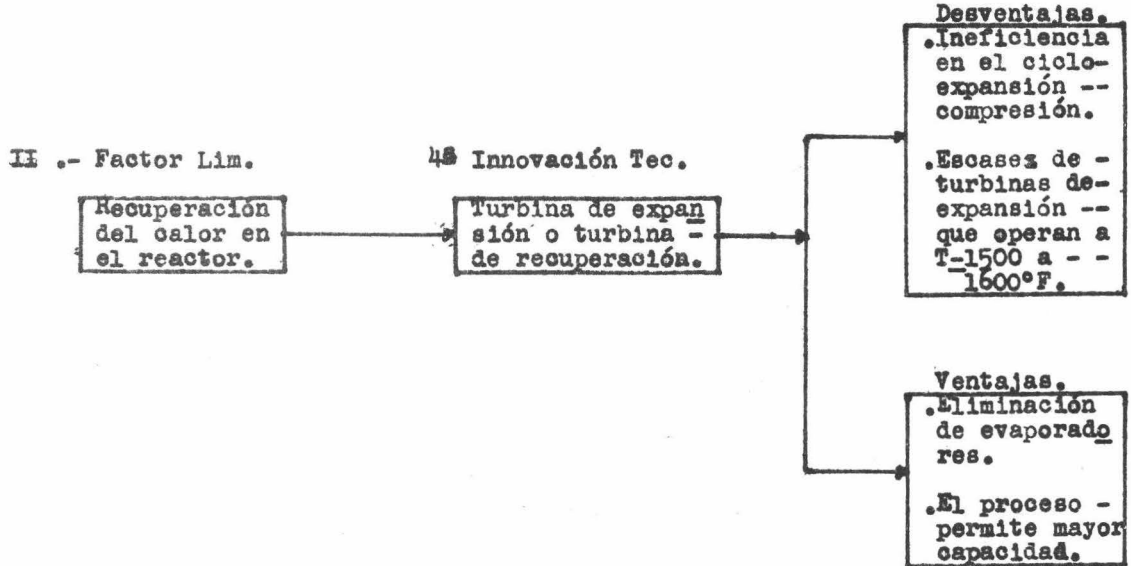 II .- Factor Lim.
Recuperación
del calor en
el reactor.
Innovación Tec.
Turbina de expan
sión o turbina -
de recuperación.
Desventajas.
.Ineficiencia
en el ciclo-
expansión --
compresión.
.Escases de -
turbinas de-
expansión --
que operan a
T-1500 a - -
1600°F.
Ventajas.
.Eliminación
de evaporado
res.
.El proceso -
permite mayor
capacidad.